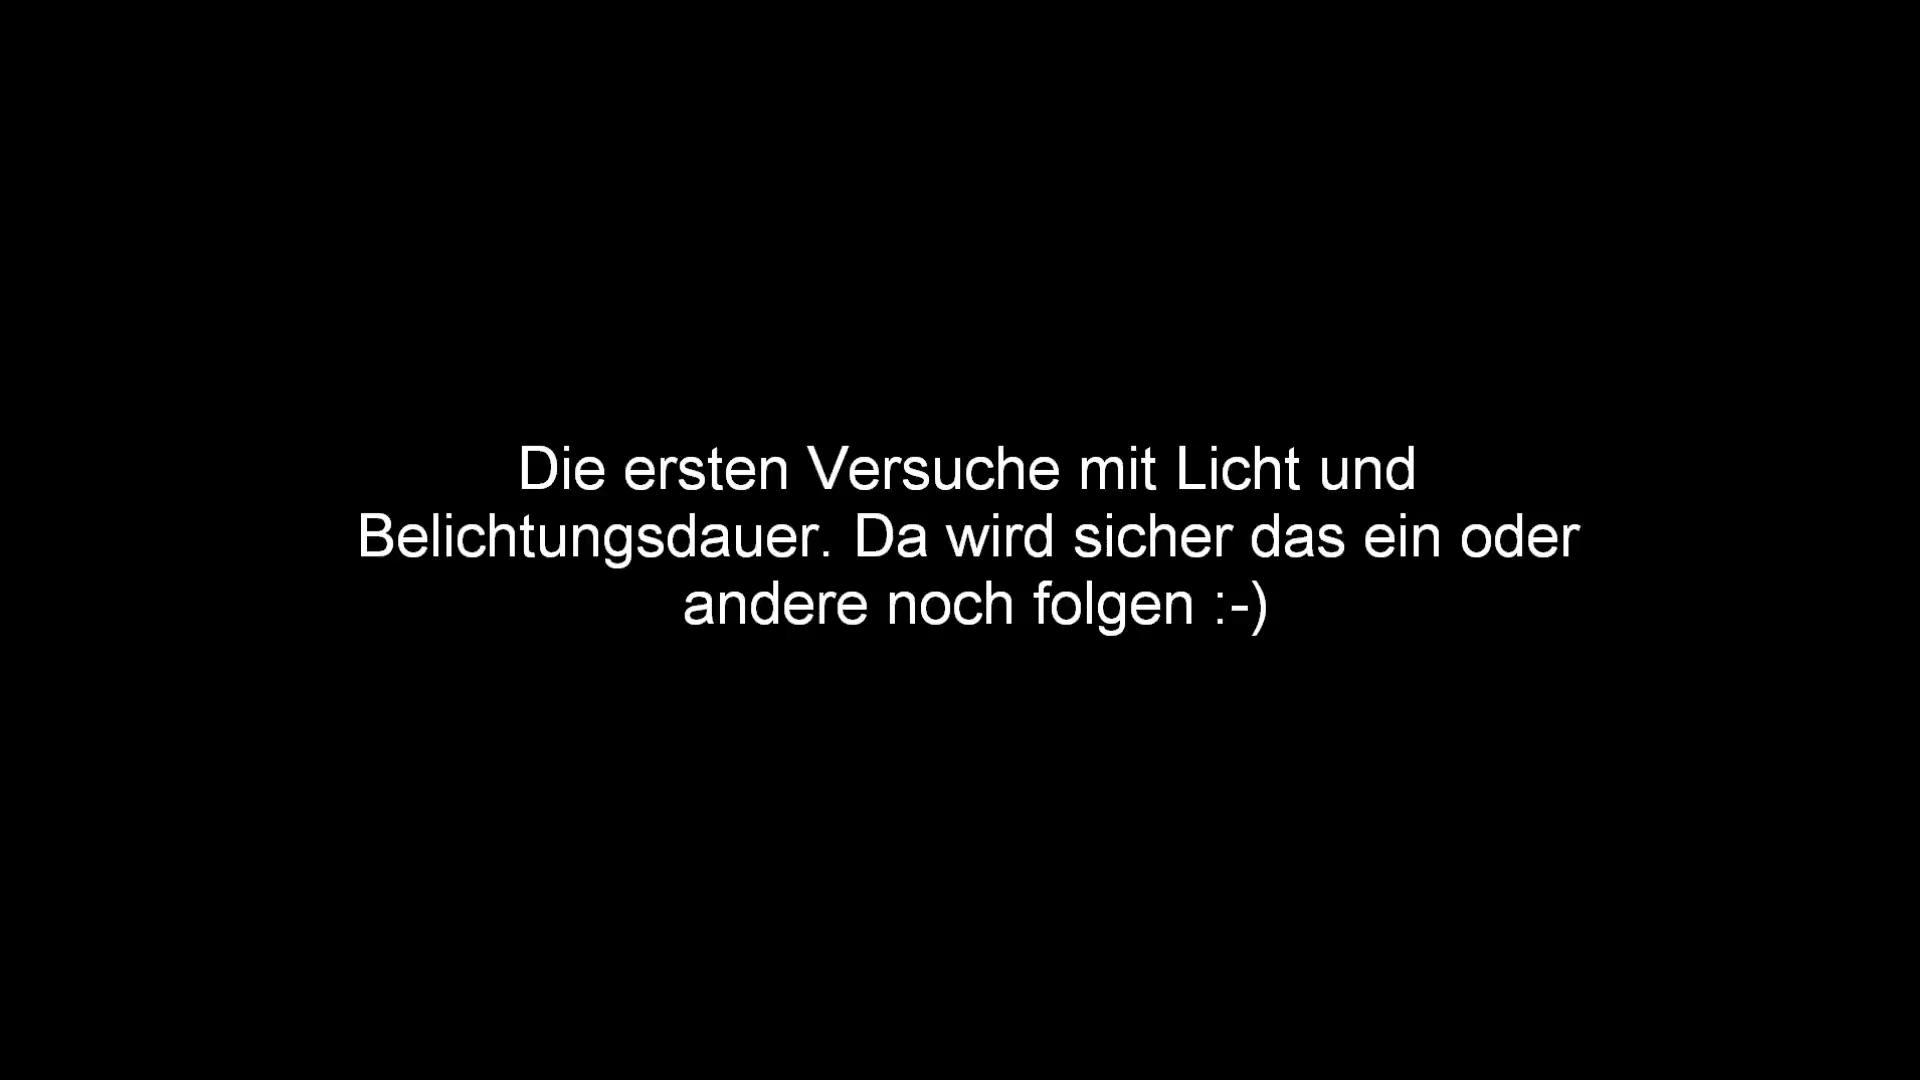 Die ersten Versuche mit Licht und
Belichtungsdauer. Da wird sicher das ein oder
andere noch folgen :-)